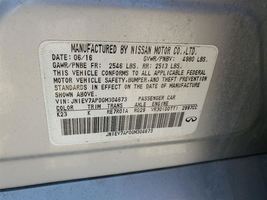 MANUFACTURED BY NISSAN MOTOR CO.,LTD.
DATE: 06/16 GVWR/PNBV: 4980 LBS.
GAWR/PNBE FR: 2546 LBS. RR: 2513 LBS.
THIS VEHICLE CONFORMS TO ALL APPLICABLE
FEDERAL MOTOR VEHICLE SAFETY, BUMPER, AND
THEFT PREVENTION STANDARDS IN EFFECT ON THE
DATE OF MANUFACTURE SHOWN ABOVE.
VIN: JN1EV7AP0GM304673 PASSENGER CAR
COLOR TRIM TRANS AXLE ENGINE
K23 K RE7R01A
JN1EV7AP0GM304673